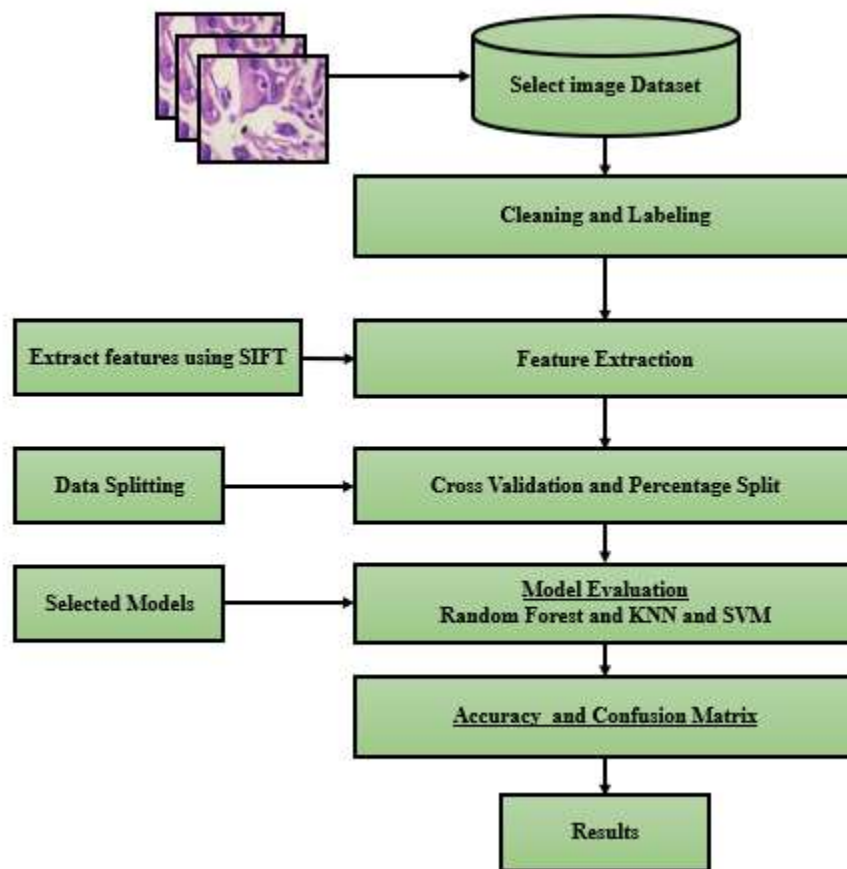 Select image Dataset
Cleaning and Labeling
Extract features using SIFT
Feature Extraction
Data Splitting
Cross Validation and Percentage Split
Selected Models
Model Evaluation
Random Forest and KNN and SVM
Accuracy and Confusion Matrix
Results